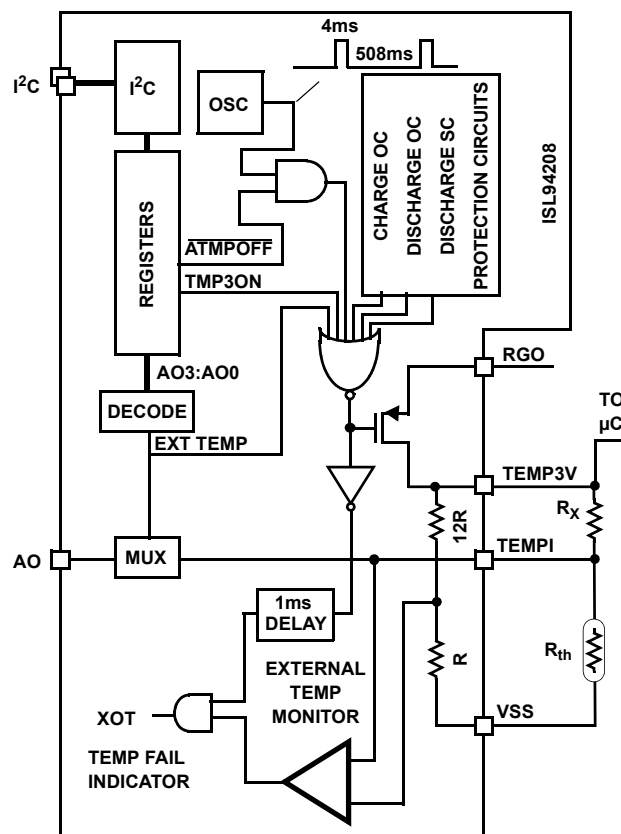 4ms
508ms
I²C
I²C
OSC
CHARGE OC
DISCHARGE OC
DISCHARGE SC
PROTECTION CIRCUITS
ISL94208
REGISTERS
ATMPOFF
TMP3ON
AO3:AO0
RGO
DECODE
TO
µC
EXT TEMP
TEMP3V
RX
12R
AO
MUX
TEMPI
1ms
DELAY
Rth
R
EXTERNAL
TEMP
MONITOR
XOT
VSS
TEMP FAIL
INDICATOR